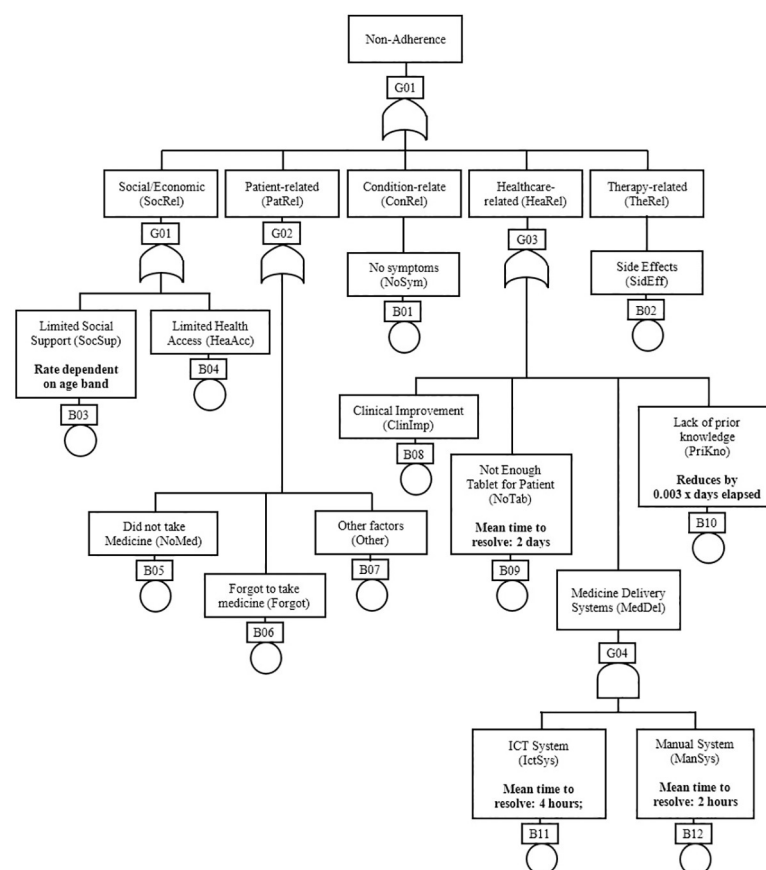 Non-Adherence
G01
Social/Economic
(SocRel)
Patient-related
(PatRel)
Condition-relate
(ConRel)
Healthcare-
related (HeaRel)
Therapy-related
(TheRel)
G01
G02
G03
No symptoms
(NoSym)
Side Effects
(SidEff)
B01
B02
Limited Social
Support (SocSup)
Rate dependent
on age band
Limited Health
Access (HeaAcc)
B04
B03
Clinical Improvement
(ClinImp)
B08
Not Enough
Tablet for Patient
(NoTab)
Mean time to
resolve: 2 days
B09
Lack of prior
knowledge
(PriKno)
Reduces by
0.003 x days elapsed
B10
Did not take
Medicine (NoMed)
B05
Forgot to take
medicine (Forgot)
B06
Other factors
(Other)
B07
Medicine Delivery
Systems (MedDel)
G04
ICT System
(IctSys)
Mean time to
resolve: 4 hours;
B11
Manual System
(ManSys)
Mean time to
resolve: 2 hours
B12